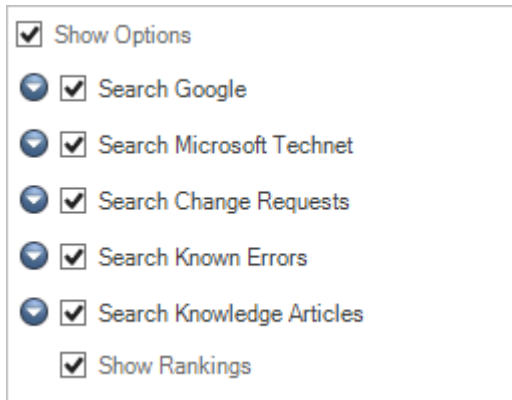 Show Options
Search Google
Search Microsoft Technet
Search Change Requests
Search Known Errors
Search Knowledge Articles
Show Rankings